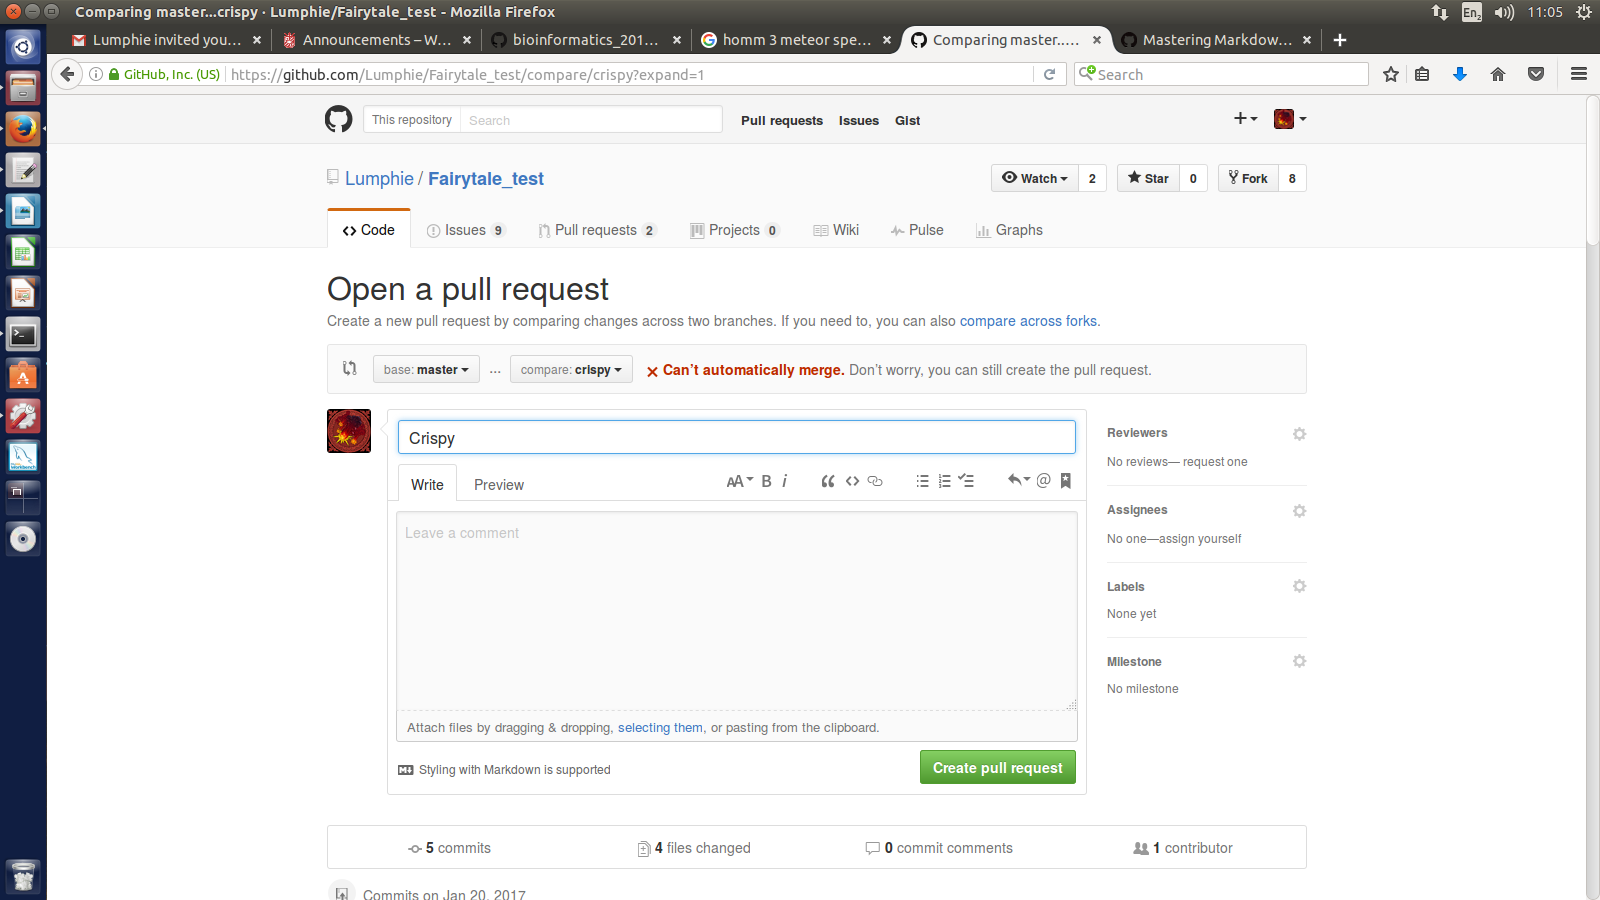 Comparing master...crispy · Lumphie/Fairytale_test - Mozilla Firefox
En2 11:05
Lumphie invited you… × Announcements – W… × bioinformatics_201… × homm 3 meteor spe… × Comparing master..… × Mastering Markdow… × +
GitHub, Inc. (US) https://github.com/Lumphie/Fairytale_test/compare/crispy?expand=1 Search
This repository Search Pull requests Issues Gist
Lumphie / Fairytale_test Watch 2 Star 0 Fork 8
Code Issues 9 Pull requests 2 Projects 0 Wiki Pulse Graphs
Open a pull request
Create a new pull request by comparing changes across two branches. If you need to, you can also compare across forks.
base: master ... compare: crispy Can’t automatically merge. Don’t worry, you can still create the pull request.
Crispy
Write Preview AA B i @
Leave a comment
Attach files by dragging & dropping, selecting them, or pasting from the clipboard.
Styling with Markdown is supported Create pull request
Reviewers
No reviews— request one
Assignees
No one—assign yourself
Labels
None yet
Milestone
No milestone
5 commits 4 files changed 0 commit comments 1 contributor
Commits on Jan 20, 2017